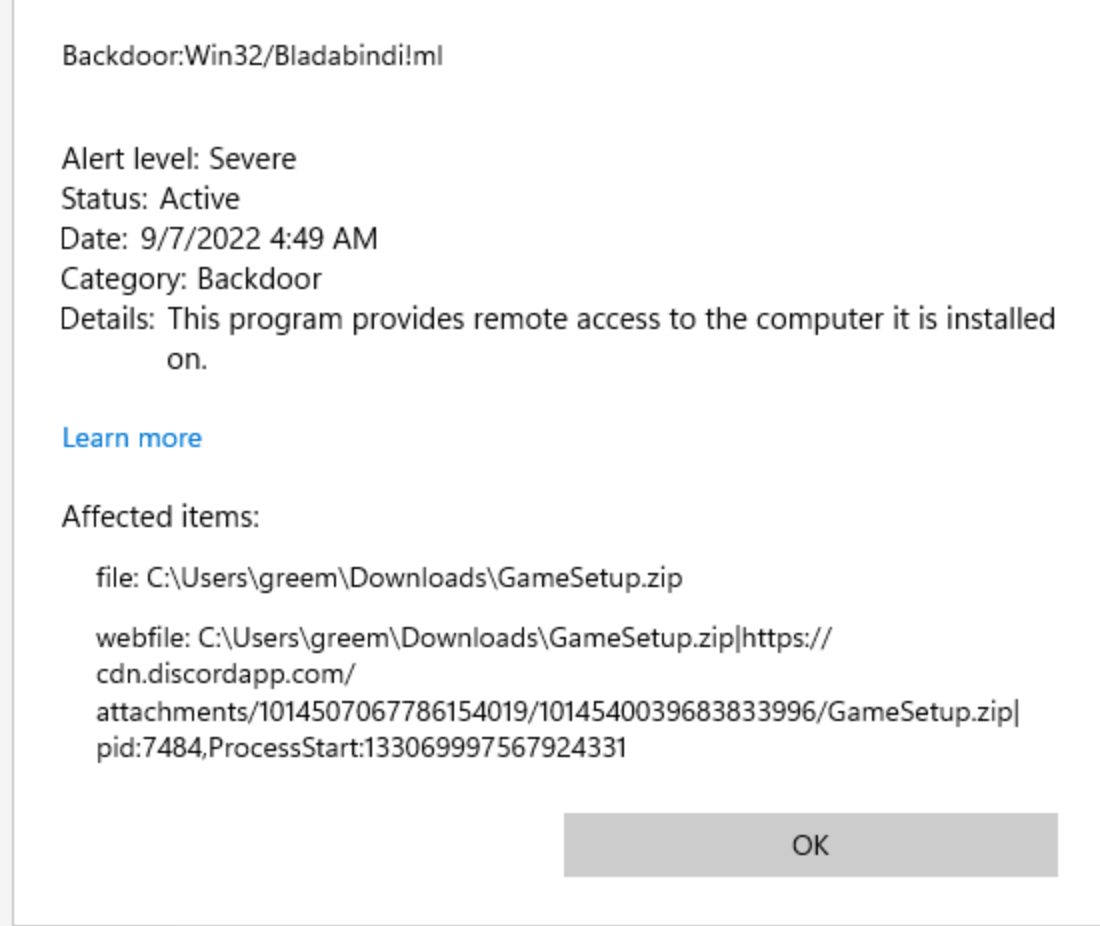 Backdoor:Win32/Bladabindi!ml
Alert level: Severe
Status: Active
Date: 9/7/2022 4:49 AM
Category: Backdoor
Details: This program provides remote access to the computer it is installed
on.
Learn more
Affected items:
file: C:\Users\greem\Downloads\GameSetup.zip
webfile: C:\Users\greem\Downloads\GameSetup.zip|https://
cdn.discordapp.com/
attachments/1014507067786154019/1014540039683833996/GameSetup.zip|
pid:7484,ProcessStart:133069997567924331
OK